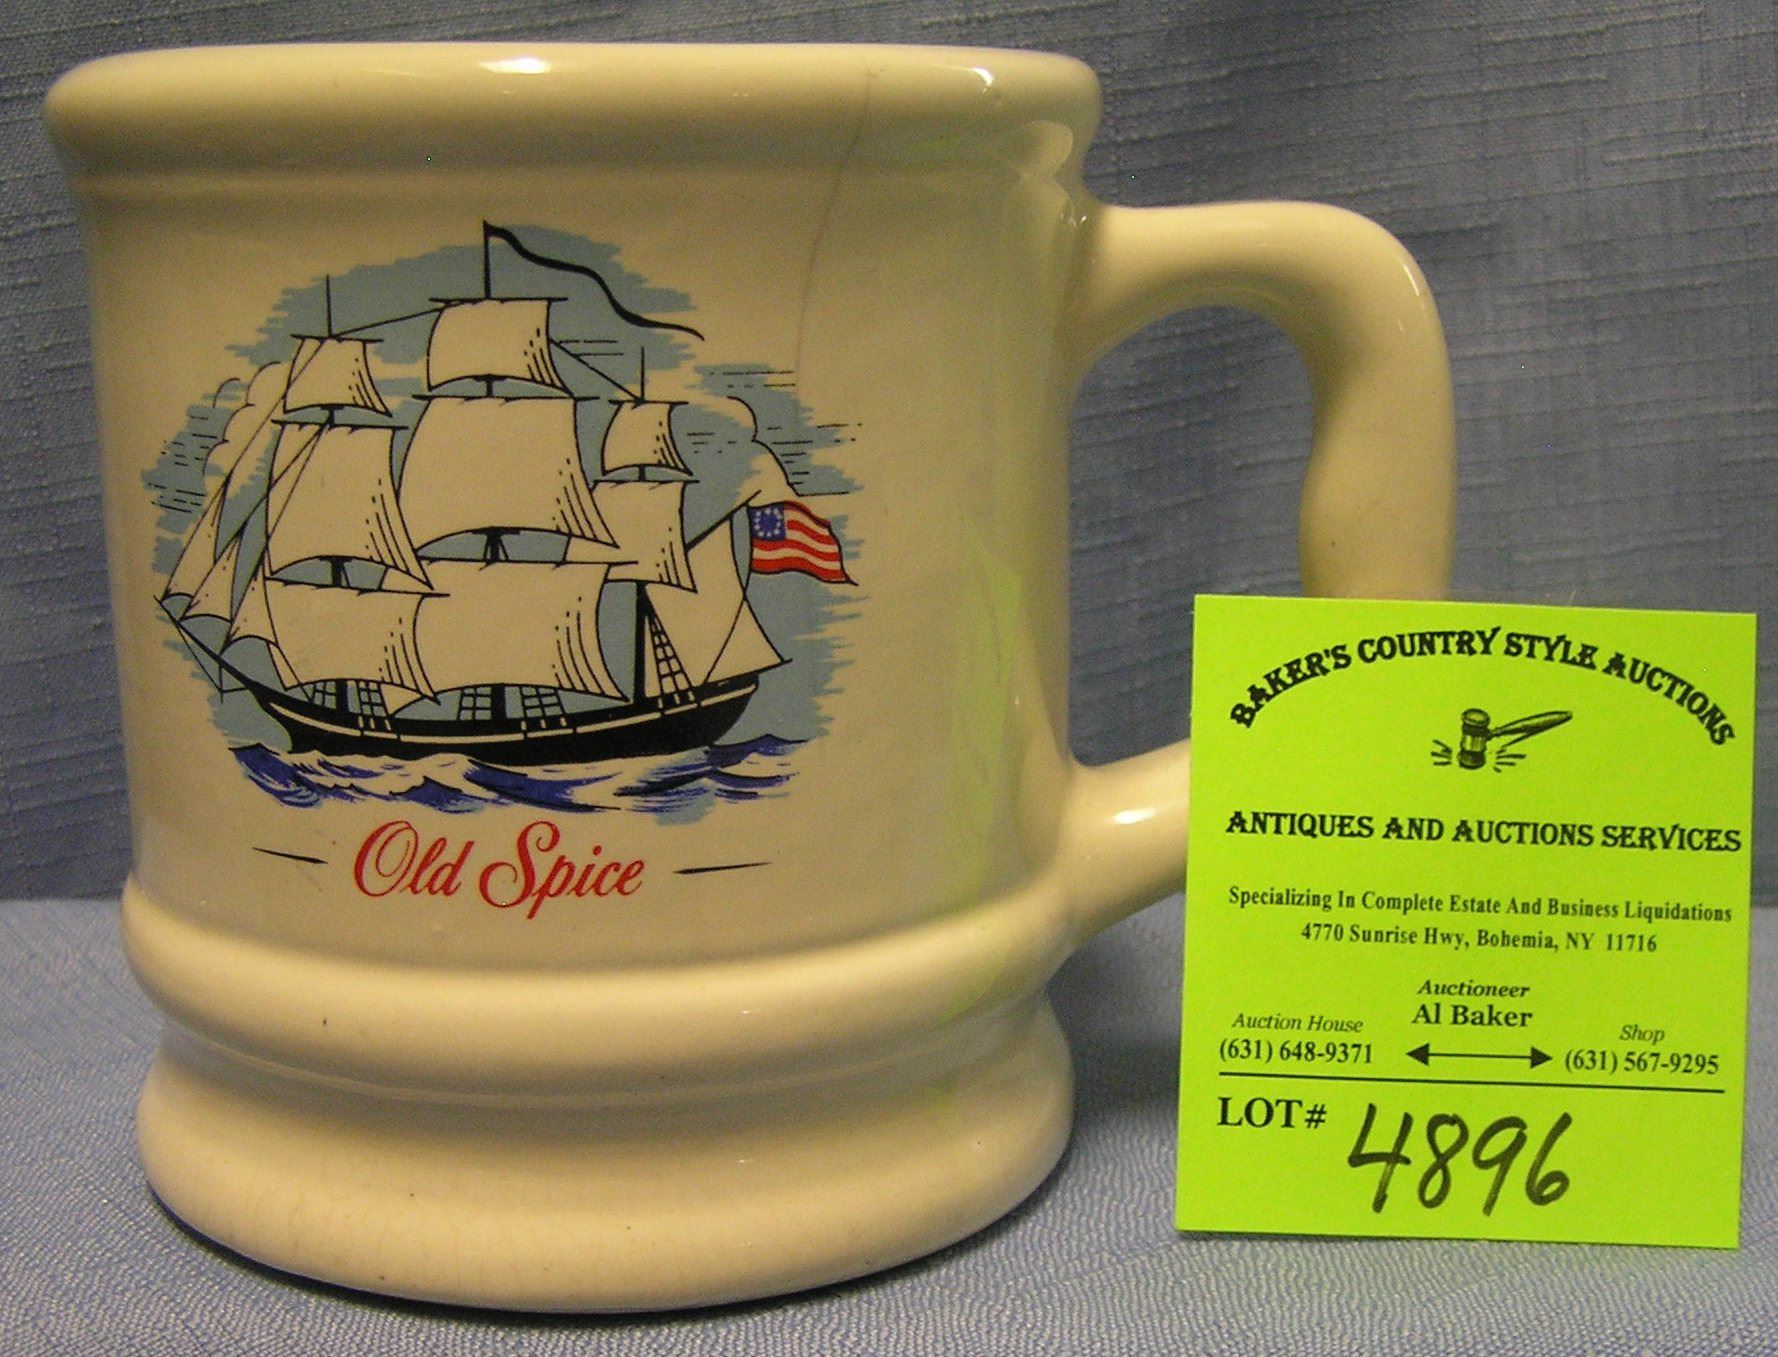 Old Spice
BAKER'S COUNTRY STYLE AUCTIONS
ANTIQUES AND AUCTIONS SERVICES
Specializing In Complete Estate And Business Liquidations
4770 Sunrise Hwy, Bohemia, NY 11716
Auctioneer
Al Baker
Auction House
(631) 648-9371
Shop
(631) 567-9295
LOT# 4896